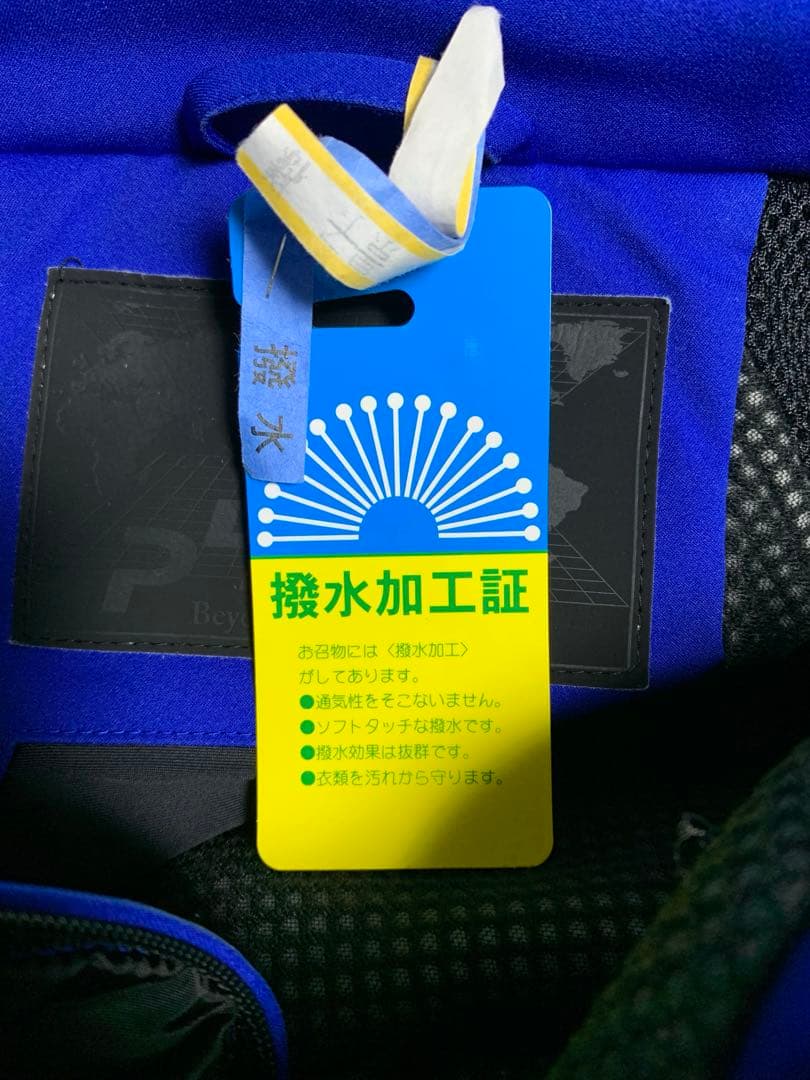 撥水
撥水加工証
お召物には〈撥水加工〉
がしてあります。
●通気性をそこないません。
●ソフトタッチな撥水です。
●撥水効果は抜群です。
●衣類を汚れから守ります。
P
Beyo